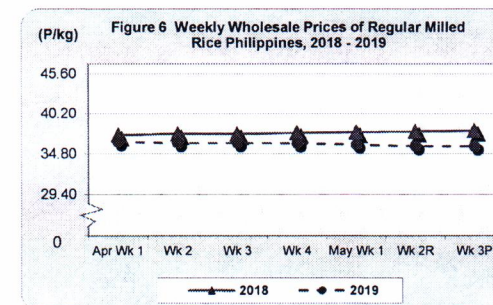 (P/kg)
Figure 6 Weekly Wholesale Prices of Regular Milled
Rice Philippines, 2018 - 2019
45.60
40.20
34.80
29.40
0
Apr Wk 1 Wk 2 Wk 3 Wk 4 May Wk 1 Wk 2R Wk 3P
2018 2019